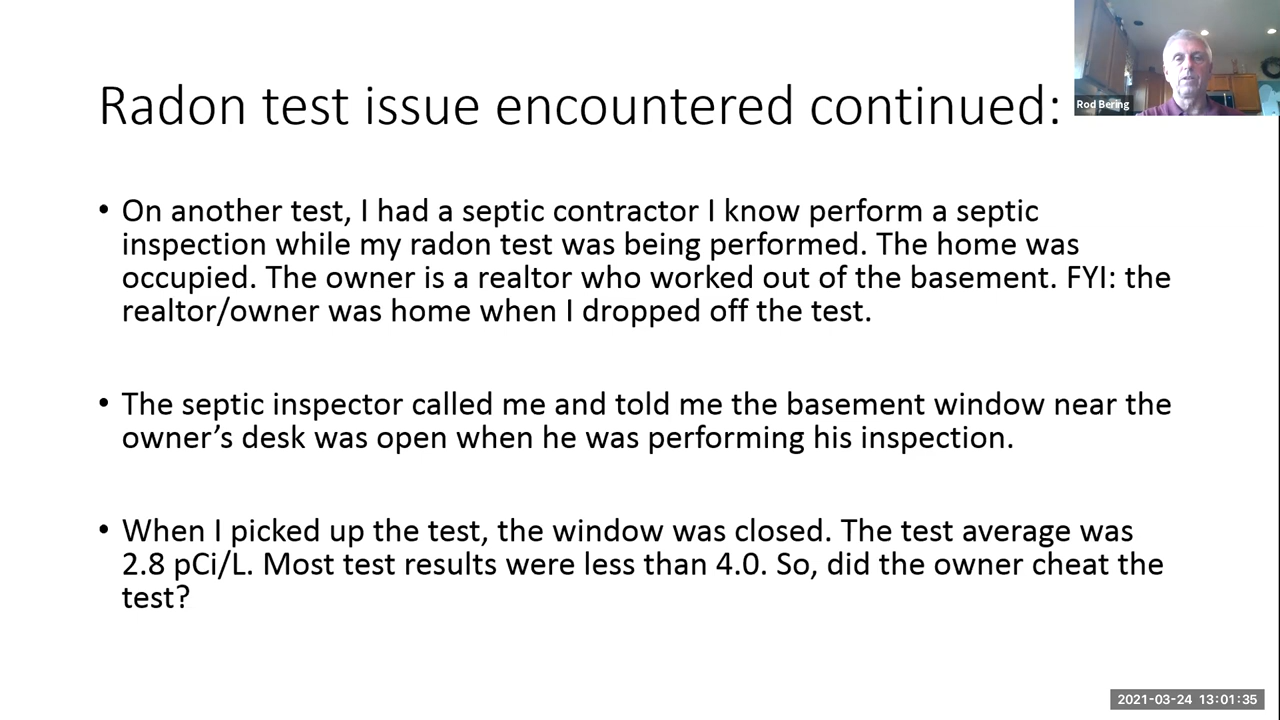 Radon test issue encountered continued:
Rod Bering
• On another test, I had a septic contractor I know perform a septic
inspection while my radon test was being performed. The home was
occupied. The owner is a realtor who worked out of the basement. FYI: the
realtor/owner was home when I dropped off the test.
• The septic inspector called me and told me the basement window near the
owner’s desk was open when he was performing his inspection.
• When I picked up the test, the window was closed. The test average was
2.8 pCi/L. Most test results were less than 4.0. So, did the owner cheat the
test?
2021-03-24 13:01:35